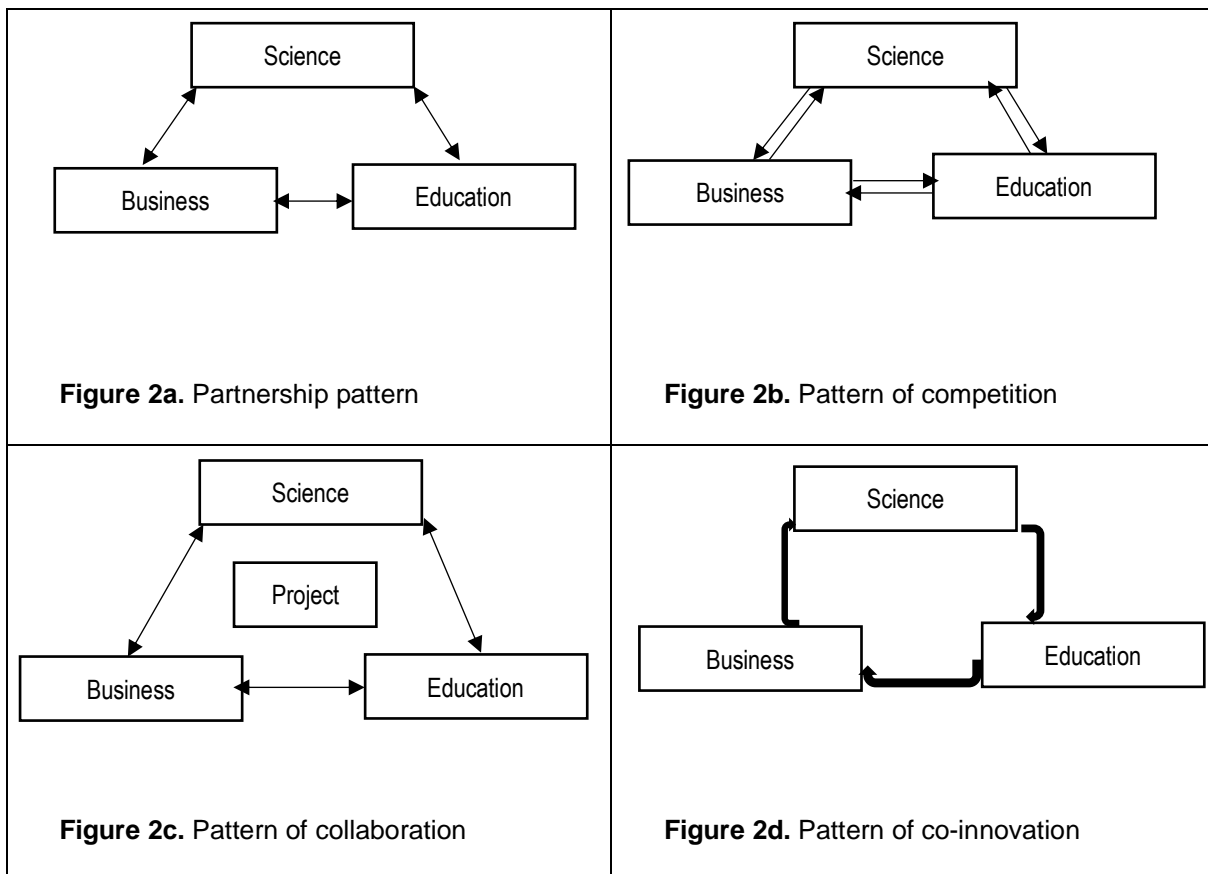 Science
Business
Education
Figure 2a. Partnership pattern
Science
Business
Education
Figure 2b. Pattern of competition
Science
Project
Business
Education
Figure 2c. Pattern of collaboration
Science
Business
Education
Figure 2d. Pattern of co-innovation